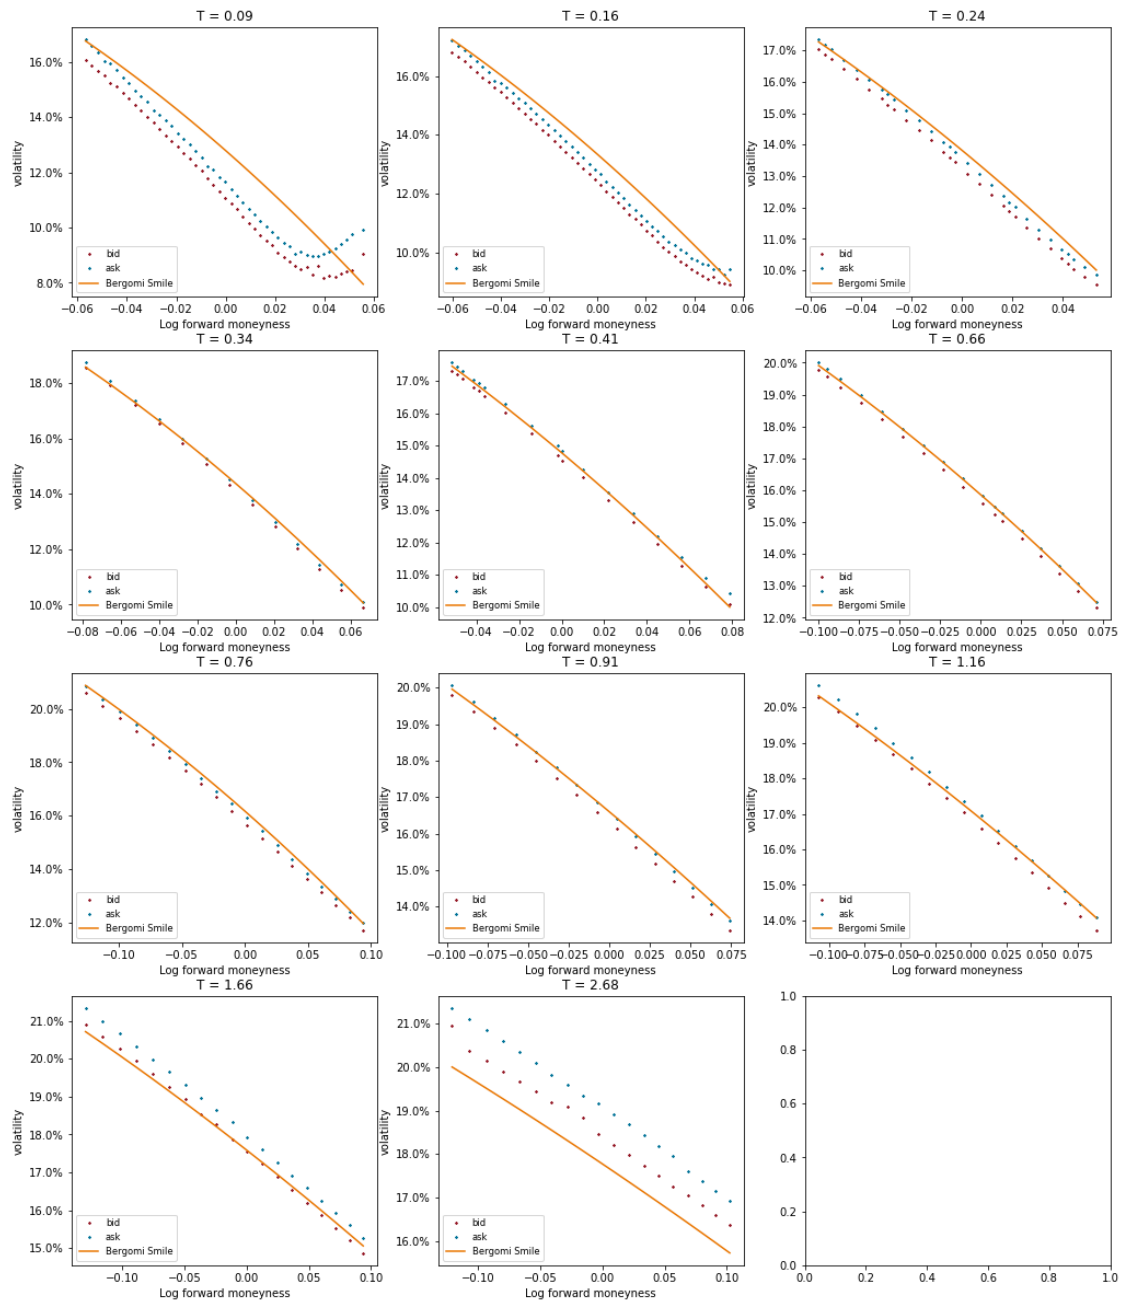 T = 0.09
16.0%
14.0%
12.0%
10.0%
8.0%
volatility
bid
ask
Bergomi Smile
−0.06 −0.04 −0.02 0.00 0.02 0.04 0.06
Log forward moneyness
T = 0.16
16.0%
14.0%
12.0%
10.0%
volatility
bid
ask
Bergomi Smile
−0.06 −0.04 −0.02 0.00 0.02 0.04 0.06
Log forward moneyness
T = 0.24
17.0%
16.0%
15.0%
14.0%
13.0%
12.0%
11.0%
10.0%
volatility
bid
ask
Bergomi Smile
−0.06 −0.04 −0.02 0.00 0.02 0.04
Log forward moneyness
T = 0.34
18.0%
16.0%
14.0%
12.0%
10.0%
volatility
bid
ask
Bergomi Smile
−0.08 −0.06 −0.04 −0.02 0.00 0.02 0.04 0.06
Log forward moneyness
T = 0.41
17.0%
16.0%
15.0%
14.0%
13.0%
12.0%
11.0%
10.0%
volatility
bid
ask
Bergomi Smile
−0.04 −0.02 0.00 0.02 0.04 0.06 0.08
Log forward moneyness
T = 0.66
20.0%
19.0%
18.0%
17.0%
16.0%
15.0%
14.0%
13.0%
12.0%
volatility
bid
ask
Bergomi Smile
−0.100 −0.075 −0.050 −0.025 0.000 0.025 0.050 0.075
Log forward moneyness
T = 0.76
20.0%
18.0%
16.0%
14.0%
12.0%
volatility
bid
ask
Bergomi Smile
−0.10 −0.05 0.00 0.05 0.10
Log forward moneyness
T = 0.91
20.0%
19.0%
18.0%
17.0%
16.0%
15.0%
14.0%
volatility
bid
ask
Bergomi Smile
−0.100 −0.075 −0.050 −0.025 0.000 0.025 0.050 0.075
Log forward moneyness
T = 1.16
20.0%
19.0%
18.0%
17.0%
16.0%
15.0%
14.0%
volatility
bid
ask
Bergomi Smile
−0.100 −0.075 −0.050 −0.025 0.000 0.025 0.050 0.075
Log forward moneyness
T = 1.66
21.0%
20.0%
19.0%
18.0%
17.0%
16.0%
15.0%
volatility
bid
ask
Bergomi Smile
−0.10 −0.05 0.00 0.05 0.10
Log forward moneyness
T = 2.68
21.0%
20.0%
19.0%
18.0%
17.0%
16.0%
volatility
bid
ask
Bergomi Smile
−0.10 −0.05 0.00 0.05 0.10
Log forward moneyness
1.0
0.8
0.6
0.4
0.2
0.0
0.0 0.2 0.4 0.6 0.8 1.0